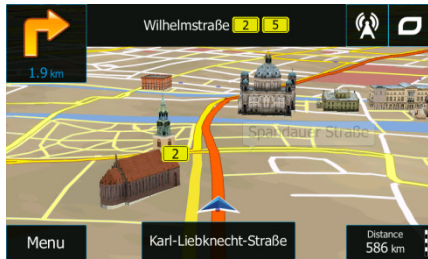 Wilhelmstraße 2 5
1.9 km
Spandauer Straße
2
Menu
Karl-Liebknecht-Straße
Distance
586 km